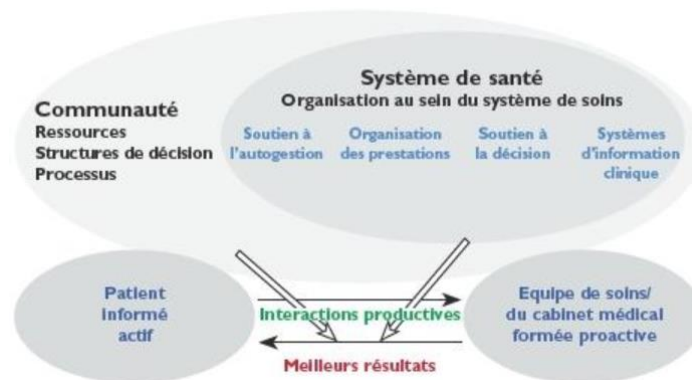 Système de santé
Organisation au sein du système de soins
Communauté
Ressources
Structures de décision
Processus
Soutien à
l'autogestion
Organisation
des prestations
Soutien à
la décision
Systèmes
d'information
clinique
Patient
informé
actif
Interactions productives
Meilleurs résultats
Equipe de soins/
du cabinet médical
formée proactive